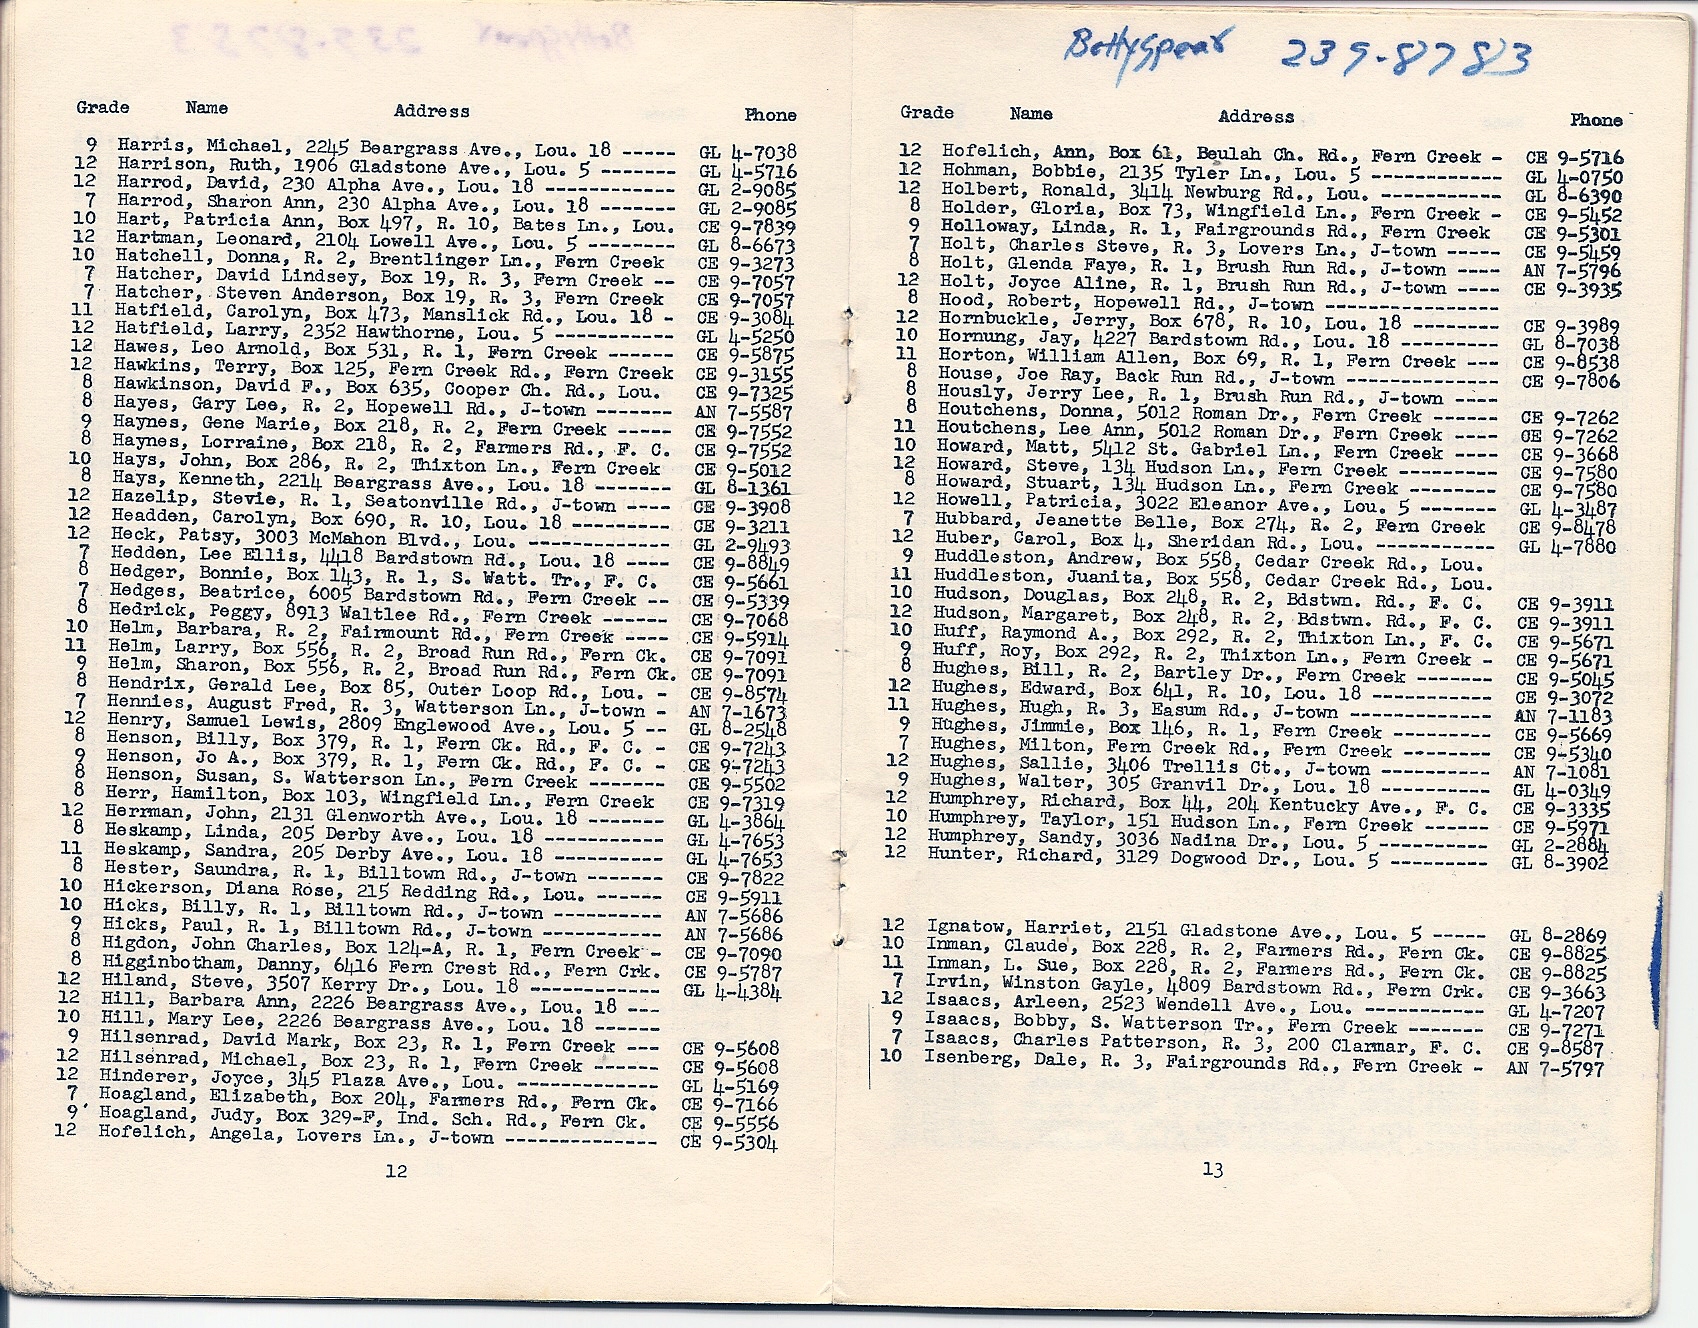 Grade Name Address Phone
9 Harris, Michael, 2245 Beargrass Ave., Lou. 18 ----- GL 4-7038
12 Harrison, Ruth, 1906 Gladstone Ave., Lou. 5 ------- GL 4-5716
12 Harrod, David, 230 Alpha Ave., Lou. 18 ------- GL 2-9085
7 Harrod, Sharon Ann, 230 Alpha Ave., Lou. 18 ------- GL 2-9085
10 Hart, Patricia Ann, Box 497, R. 10, Bates Ln., Lou. CE 9-7839
12 Hartman, Leonard, 2104 Lowell Ave., Lou. 5 -------- GL 8-6673
10 Hatchell, Donna, R. 2, Brentlinger Ln., Fern Creek CE 9-3273
7 Hatcher, David Lindsey, Box 19, R. 3, Fern Creek -- CE 9-7057
7 Hatcher, Steven Anderson, Box 19, R. 3, Fern Creek CE 9-7057
11 Hatfield, Carolyn, Box 473, Manslick Rd., Lou. 18 - CE 9-3084
12 Hatfield, Larry, 2352 Hawthorne, Lou. 5 ----------- GL 4-5250
12 Hawes, Leo Arnold, Box 531, R. 1, Fern Creek ------ CE 9-5875
12 Hawkins, Terry, Box 125, Fern Creek Rd., Fern Creek CE 9-3155
8 Hawkinson, David F., Box 635, Cooper Ch. Rd., Lou. CE 9-7325
8 Hayes, Gary Lee, R. 2, Hopewell Rd., J-town ------- AN 7-5587
9 Haynes, Gene Marie, Box 218, R. 2, Fern Creek ----- CE 9-7552
8 Haynes, Lorraine, Box 218, R. 2, Farmers Rd., F. C. CE 9-7552
10 Hays, John, Box 286, R. 2, Thixton Ln., Fern Creek CE 9-5012
8 Hays, Kenneth, 2214 Beargrass Ave., Lou. 18 ------- GL 8-1361
12 Hazelip, Stevie, R. 1, Seatonville Rd., J-town ---- CE 9-3908
12 Headden, Carolyn, Box 690, R. 10, Lou. 18 --------- CE 9-3211
12 Heck, Patsy, 3003 McMahon Blvd., Lou. ------------- GL 2-9493
7 Hedden, Lee Ellis, 4418 Bardstown Rd., Lou. 18 ---- CE 9-8849
8 Hedger, Bonnie, Box 143, R. 1, S. Watt. Tr., F. C. CE 9-5661
7 Hedges, Beatrice, 6005 Bardstown Rd., Fern Creek -- CE 9-5339
8 Hedrick, Peggy, 8913 Waltlee Rd., Fern Creek ------ CE 9-7068
10 Helm, Barbara, R. 2, Fairmount Rd., Fern Creek ---- CE 9-5914
11 Helm, Larry, Box 556, R. 2, Broad Run Rd., Fern Ck. CE 9-7091
9 Helm, Sharon, Box 556, R. 2, Broad Run Rd., Fern Ck. CE 9-7091
8 Hendrix, Gerald Lee, Box 85, Outer Loop Rd., Lou. - CE 9-8574
7 Hennies, August Fred, R. 3, Watterson Ln., J-town - AN 7-1673
12 Henry, Samuel Lewis, 2809 Englewood Ave., Lou. 5 -- GL 8-2548
8 Henson, Billy, Box 379, R. 1, Fern Ck. Rd., F. C. - CE 9-7243
9 Henson, Jo A., Box 379, R. 1, Fern Ck. Rd., F. C. - CE 9-7243
8 Henson, Susan, S. Watterson Ln., Fern Creek ------- CE 9-5502
8 Herr, Hamilton, Box 103, Wingfield Ln., Fern Creek CE 9-7319
12 Herrman, John, 2131 Glenworth Ave., Lou. 18 ------- GL 4-3864
8 Heskamp, Linda, 205 Derby Ave., Lou. 18 ----------- GL 4-7653
11 Heskamp, Sandra, 205 Derby Ave., Lou. 18 ---------- GL 4-7653
8 Hester, Saundra, R. 1, Billtown Rd., J-town ------- CE 9-7822
10 Hickerson, Diana Rose, 215 Redding Rd., Lou. ------ CE 9-5911
10 Hicks, Billy, R. 1, Billtown Rd., J-town ---------- AN 7-5686
9 Hicks, Paul, R. 1, Billtown Rd., J-town ----------- AN 7-5686
8 Higdon, John Charles, Box 124-A, R. 1, Fern Creek - CE 9-7090
8 Higginbotham, Danny, 6416 Fern Crest Rd., Fern Crk. CE 9-5787
12 Hiland, Steve, 3507 Kerry Dr., Lou. 18 ----------- GL 4-4384
12 Hill, Barbara Ann, 2226 Beargrass Ave., Lou. 18 ---
10 Hill, Mary Lee, 2226 Beargrass Ave., Lou. 18 ------
9 Hilsenrad, David Mark, Box 23, R. 1, Fern Creek --- CE 9-5608
12 Hilsenrad, Michael, Box 23, R. 1, Fern Creek ------ CE 9-5608
12 Hinderer, Joyce, 345 Plaza Ave., Lou. ------------- GL 4-5169
7 Hoagland, Elizabeth, Box 204, Farmers Rd., Fern Ck. CE 9-7166
9 Hoagland, Judy, Box 329-F, Ind. Sch. Rd., Fern Ck. CE 9-5556
12 Hofelich, Angela, Lovers Ln., J-town -------------- CE 9-5304
12
Bettyspear 239-8783
Grade Name Address Phone
12 Hofelich, Ann, Box 61, Beulah Ch. Rd., Fern Creek - CE 9-5716
12 Hohman, Bobbie, 2135 Tyler Ln., Lou. 5 ------------ GL 4-0750
12 Holbert, Ronald, 3414 Newburg Rd., Lou. ----------- GL 8-6390
8 Holder, Gloria, Box 73, Wingfield Ln., Fern Creek - CE 9-5452
9 Holloway, Linda, R. 1, Fairgrounds Rd., Fern Creek CE 9-5301
7 Holt, Charles Steve, R. 3, Lovers Ln., J-town ----- CE 9-5459
8 Holt, Glenda Faye, R. 1, Brush Run Rd., J-town ---- AN 7-5796
12 Holt, Joyce Aline, R. 1, Brush Run Rd., J-town ---- CE 9-3935
8 Hood, Robert, Hopewell Rd., J-town ---------------
12 Hornbuckle, Jerry, Box 678, R. 10, Lou. 18 -------- CE 9-3989
10 Hornung, Jay, 4227 Bardstown Rd., Lou. 18 --------- GL 8-7038
11 Horton, William Allen, Box 69, R. 1, Fern Creek --- CE 9-8538
8 House, Joe Ray, Back Run Rd., J-town -------------- CE 9-7806
8 Hously, Jerry Lee, R. 1, Brush Run Rd., J-town ----
8 Houtchens, Donna, 5012 Roman Dr., Fern Creek ------ CE 9-7262
11 Houtchens, Lee Ann, 5012 Roman Dr., Fern Creek ---- CE 9-7262
10 Howard, Matt, 5412 St. Gabriel Ln., Fern Creek ---- CE 9-3668
12 Howard, Steve, 134 Hudson Ln., Fern Creek --------- CE 9-7580
8 Howard, Stuart, 134 Hudson Ln., Fern Creek -------- CE 9-7580
12 Howell, Patricia, 3022 Eleanor Ave., Lou. 5 ------- GL 4-3487
7 Hubbard, Jeanette Belle, Box 274, R. 2, Fern Creek CE 9-8478
12 Huber, Carol, Box 4, Sheridan Rd., Lou. ----------- GL 4-7880
9 Huddleston, Andrew, Box 558, Cedar Creek Rd., Lou.
11 Huddleston, Juanita, Box 558, Cedar Creek Rd., Lou.
10 Hudson, Douglas, Box 248, R. 2, Bdstwn. Rd., F. C. CE 9-3911
12 Hudson, Margaret, Box 248, R. 2, Bdstwn. Rd., F. C. CE 9-3911
10 Huff, Raymond A., Box 292, R. 2, Thixton Ln., F. C. CE 9-5671
9 Huff, Roy, Box 292, R. 2, Thixton Ln., Fern Creek - CE 9-5671
8 Hughes, Bill, R. 2, Bartley Dr., Fern Creek ------- CE 9-5045
12 Hughes, Edward, Box 641, R. 10, Lou. 18 ----------- CE 9-3072
11 Hughes, Hugh, R. 3, Easum Rd., J-town ------------- AN 7-1183
9 Hughes, Jimmie, Box 146, R. 1, Fern Creek --------- CE 9-5669
7 Hughes, Milton, Fern Creek Rd., Fern Creek -------- CE 9-5340
12 Hughes, Sallie, 3406 Trellis Ct., J-town ---------- AN 7-1081
9 Hughes, Walter, 305 Granvil Dr., Lou. 18 ---------- GL 4-0349
12 Humphrey, Richard, Box 44, 204 Kentucky Ave., F. C. CE 9-3335
10 Humphrey, Taylor, 151 Hudson Ln., Fern Creek ------ CE 9-5971
12 Humphrey, Sandy, 3036 Nadina Dr., Lou. 5 ---------- GL 2-2884
12 Hunter, Richard, 3129 Dogwood Dr., Lou. 5 --------- GL 8-3902
12 Ignatow, Harriet, 2151 Gladstone Ave., Lou. 5 ----- GL 8-2869
10 Inman, Claude, Box 228, R. 2, Farmers Rd., Fern Ck. CE 9-8825
11 Inman, L. Sue, Box 228, R. 2, Farmers Rd., Fern Ck. CE 9-8825
7 Irvin, Winston Gayle, 4809 Bardstown Rd., Fern Crk. CE 9-3663
12 Isaacs, Arleen, 2523 Wendell Ave., Lou. ----------- GL 4-7207
9 Isaacs, Bobby, S. Watterson Tr., Fern Creek ------- CE 9-7271
7 Isaacs, Charles Patterson, R. 3, 200 Clarmar, F. C. CE 9-8587
10 Isenberg, Dale, R. 3, Fairgrounds Rd., Fern Creek - AN 7-5797
13